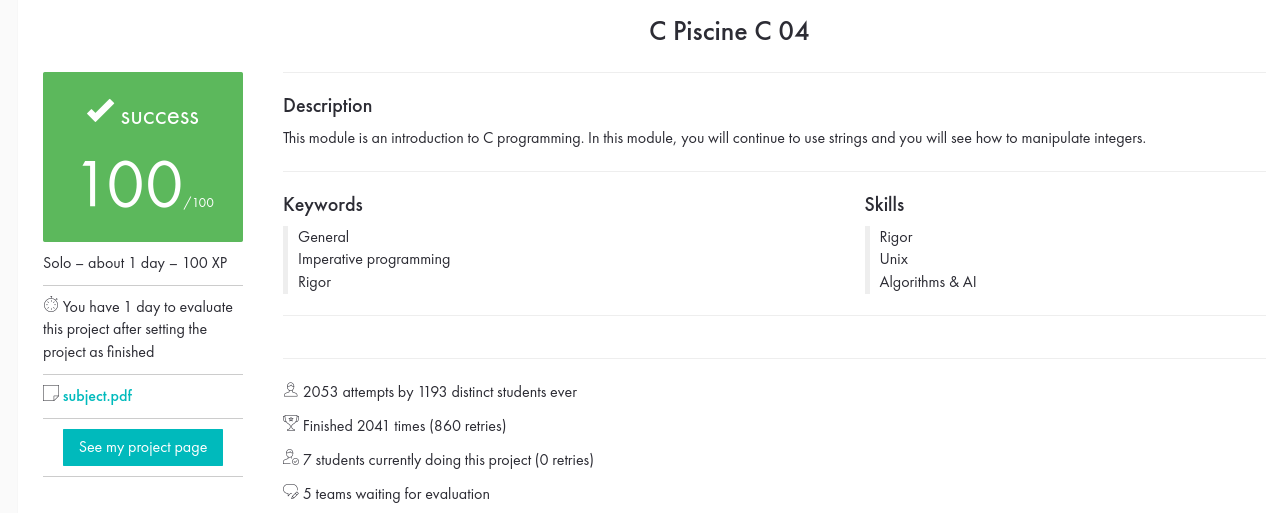 C Piscine C 04
success
100/100
Solo – about 1 day – 100 XP
You have 1 day to evaluate
this project after setting the
project as finished
subject.pdf
See my project page
Description
This module is an introduction to C programming. In this module, you will continue to use strings and you will see how to manipulate integers.
Keywords
General
Imperative programming
Rigor
Skills
Rigor
Unix
Algorithms & AI
2053 attempts by 1193 distinct students ever
Finished 2041 times (860 retries)
7 students currently doing this project (0 retries)
5 teams waiting for evaluation